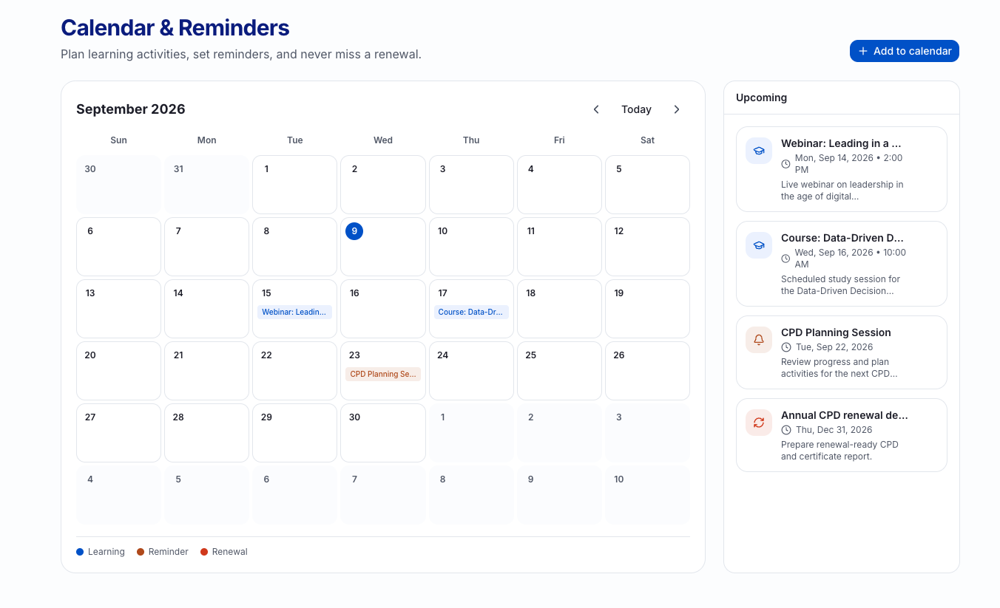 Calendar & Reminders
Plan learning activities, set reminders, and never miss a renewal.
Add to calendar
September 2026
Today
Sun Mon Tue Wed Thu Fri Sat
30 31 1 2 3 4 5
6 7 8 9 10 11 12
13 14 15 16 17 18 19
Webinar: Leadin... Course: Data-Dr...
20 21 22 23 24 25 26
CPD Planning Se...
27 28 29 30 1 2 3
4 5 6 7 8 9 10
Learning Reminder Renewal
Upcoming
Webinar: Leading in a ...
Mon, Sep 14, 2026 • 2:00
PM
Live webinar on leadership in
the age of digital...
Course: Data-Driven D...
Wed, Sep 16, 2026 • 10:00
AM
Scheduled study session for
the Data-Driven Decision...
CPD Planning Session
Tue, Sep 22, 2026
Review progress and plan
activities for the next CPD...
Annual CPD renewal de...
Thu, Dec 31, 2026
Prepare renewal-ready CPD
and certificate report.